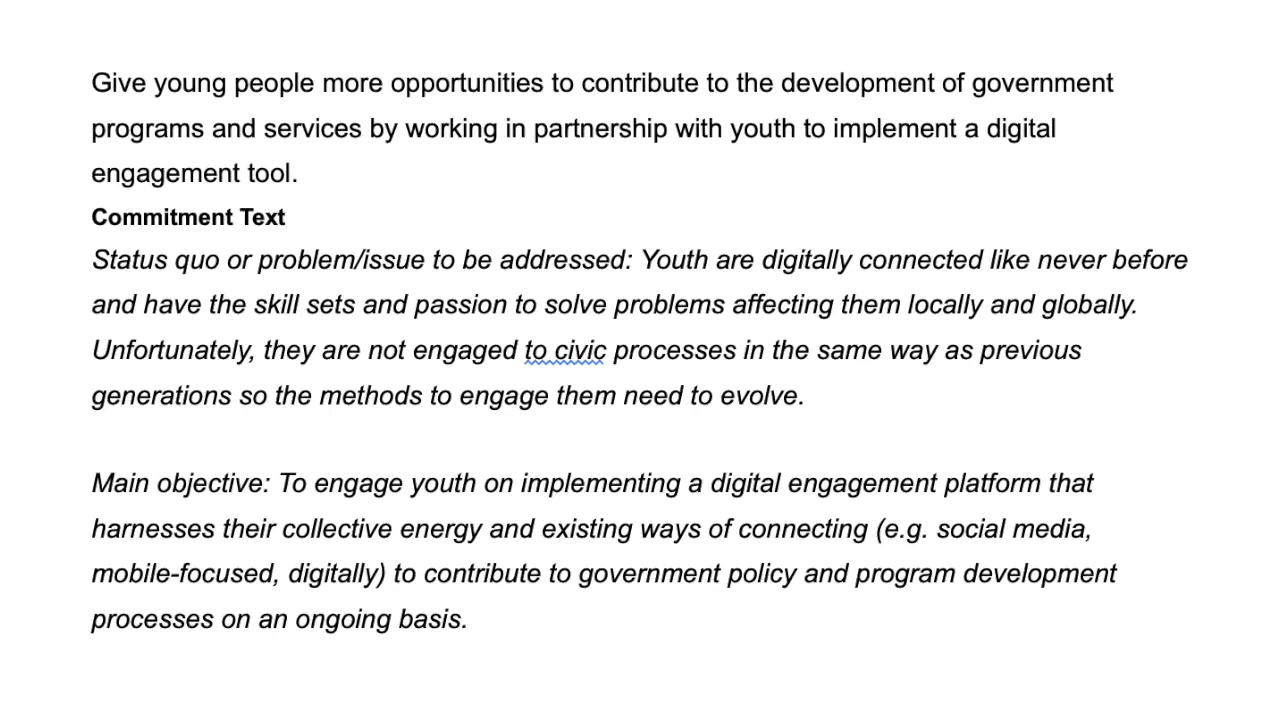 Give young people more opportunities to contribute to the development of government
programs and services by working in partnership with youth to implement a digital
engagement tool.
Commitment Text
Status quo or problem/issue to be addressed: Youth are digitally connected like never before
and have the skill sets and passion to solve problems affecting them locally and globally.
Unfortunately, they are not engaged to civic processes in the same way as previous
generations so the methods to engage them need to evolve.
Main objective: To engage youth on implementing a digital engagement platform that
harnesses their collective energy and existing ways of connecting (e.g. social media,
mobile-focused, digitally) to contribute to government policy and program development
processes on an ongoing basis.